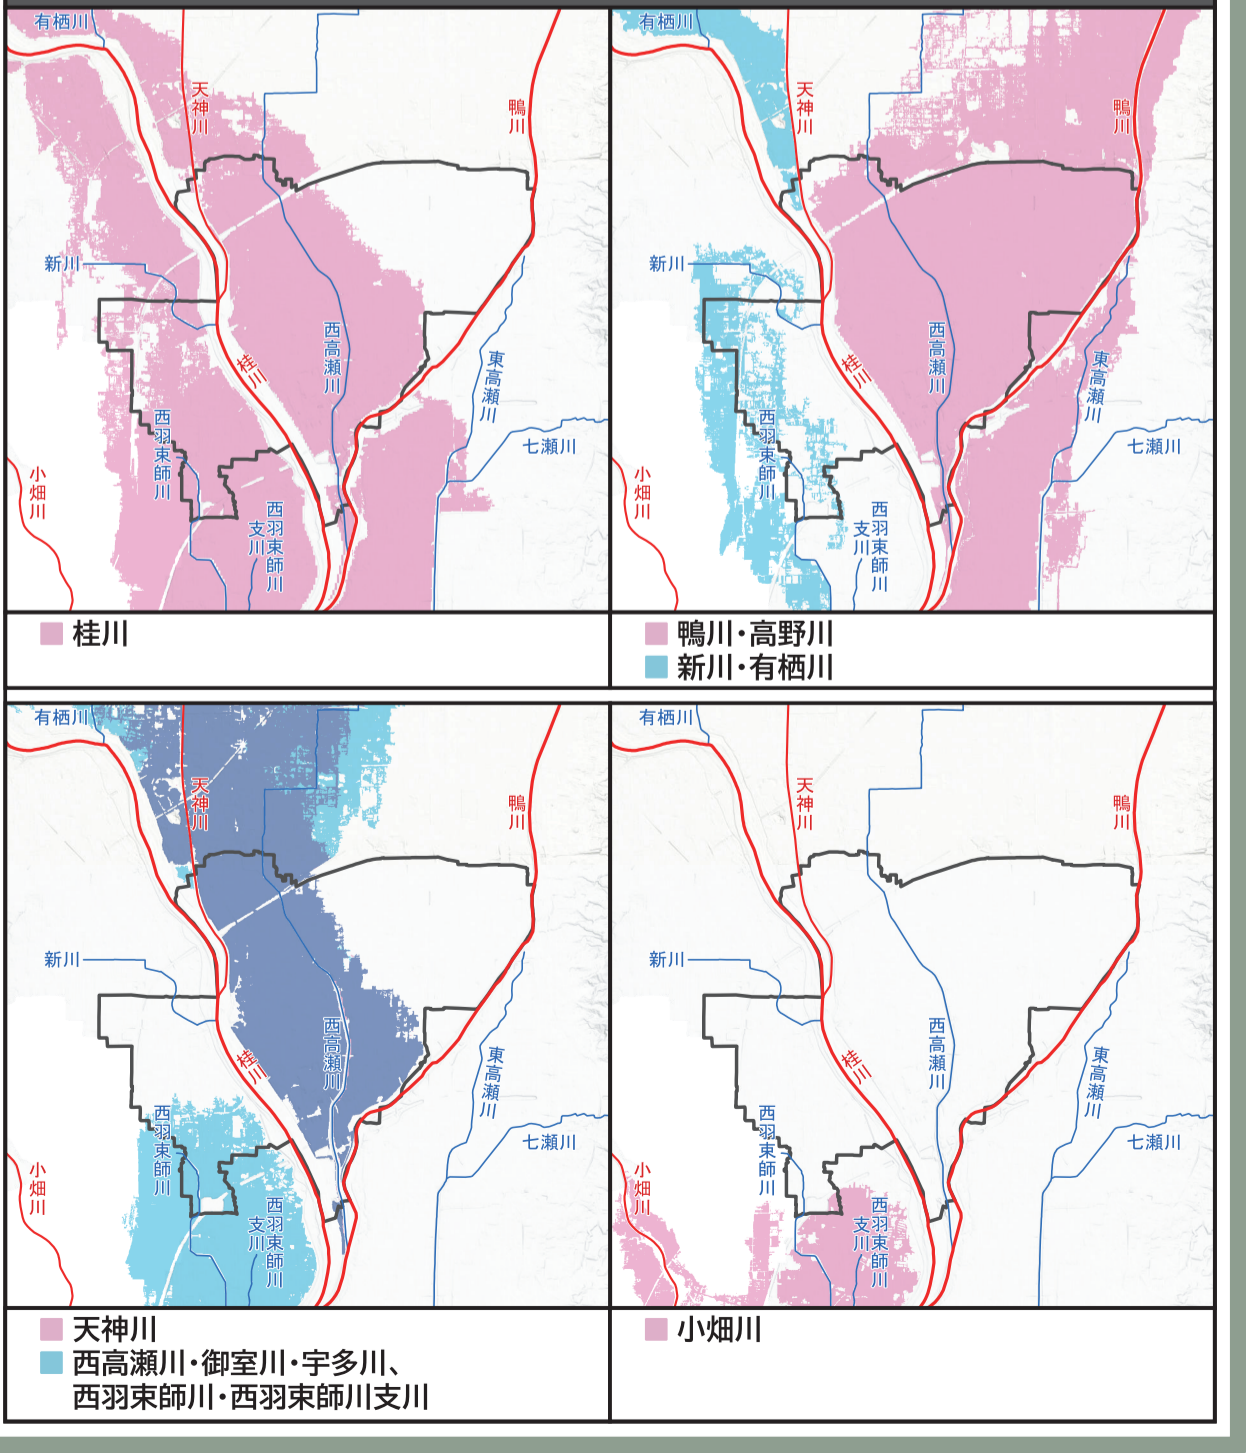 有栖川
天神川
鴨川
新川
西高瀬川
桂川
東高瀬川
七瀬川
西羽束師川
小畑川
西羽束師川
支川
桂川
有栖川
天神川
鴨川
新川
西高瀬川
桂川
東高瀬川
七瀬川
西羽束師川
小畑川
西羽束師川
支川
鴨川・高野川
新川・有栖川
有栖川
天神川
鴨川
新川
西高瀬川
桂川
東高瀬川
七瀬川
西羽束師川
小畑川
西羽束師川
支川
天神川
西高瀬川・御室川・宇多川、
西羽束師川・西羽束師川支川
有栖川
天神川
鴨川
新川
西高瀬川
桂川
東高瀬川
七瀬川
西羽束師川
小畑川
西羽束師川
支川
小畑川